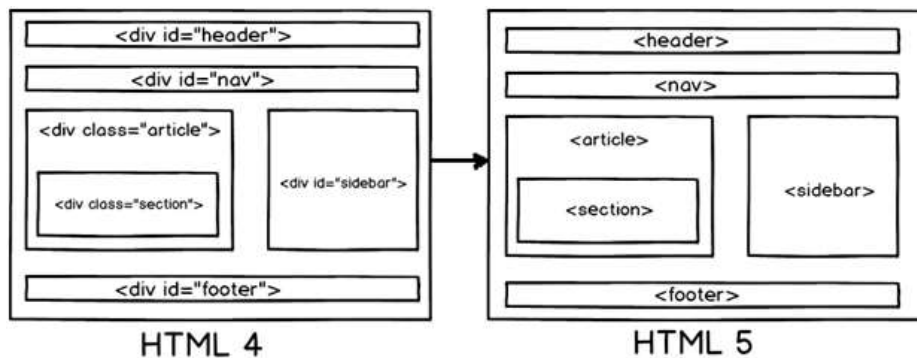 <div id="header">
<div id="nav">
<div class="article">
<div class="section">
<div id="sidebar">
<div id="footer">
HTML 4
<header>
<nav>
<article>
<section>
<sidebar>
<footer>
HTML 5